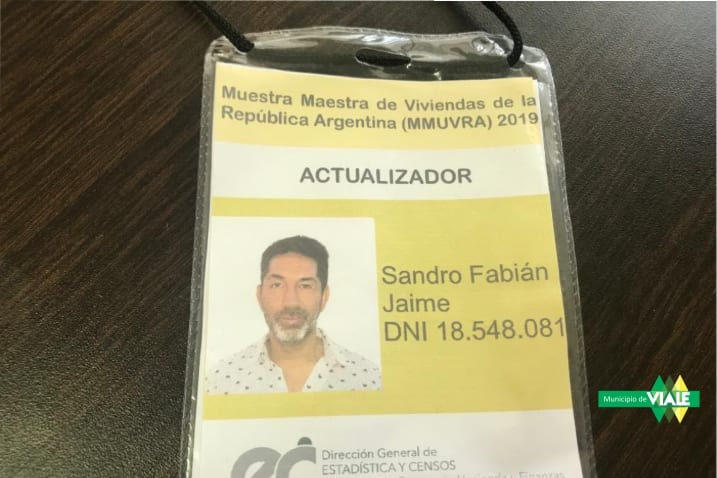 Muestra Maestra de Viviendas de la
República Argentina (MMUVRA) 2019
ACTUALIZADOR
Sandro Fabián
Jaime
DNI 18.548.081
Dirección General de
ESTADÍSTICA Y CENSOS
Finanzas
Municipio de VIALE